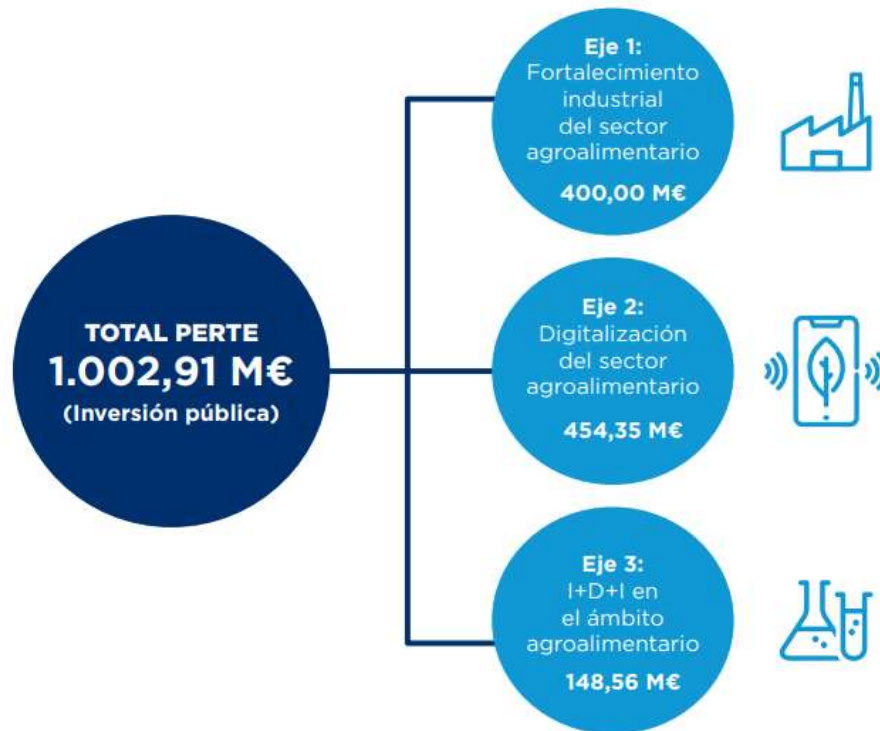 TOTAL PERTE
1.002,91 M€
(Inversión pública)
Eje 1:
Fortalecimiento
industrial
del sector
agroalimentario
400,00 M€
Eje 2:
Digitalización
del sector
agroalimentario
454,35 M€
Eje 3:
I+D+I en
el ámbito
agroalimentario
148,56 M€